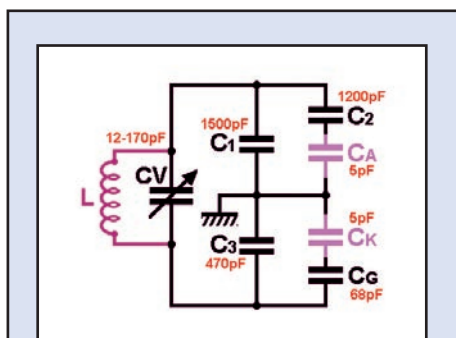 1200pF
C2
1500pF
12-170pF
C1
CA
CV
5pF
L
5pF
CK
C3
470pF
CG
68pF